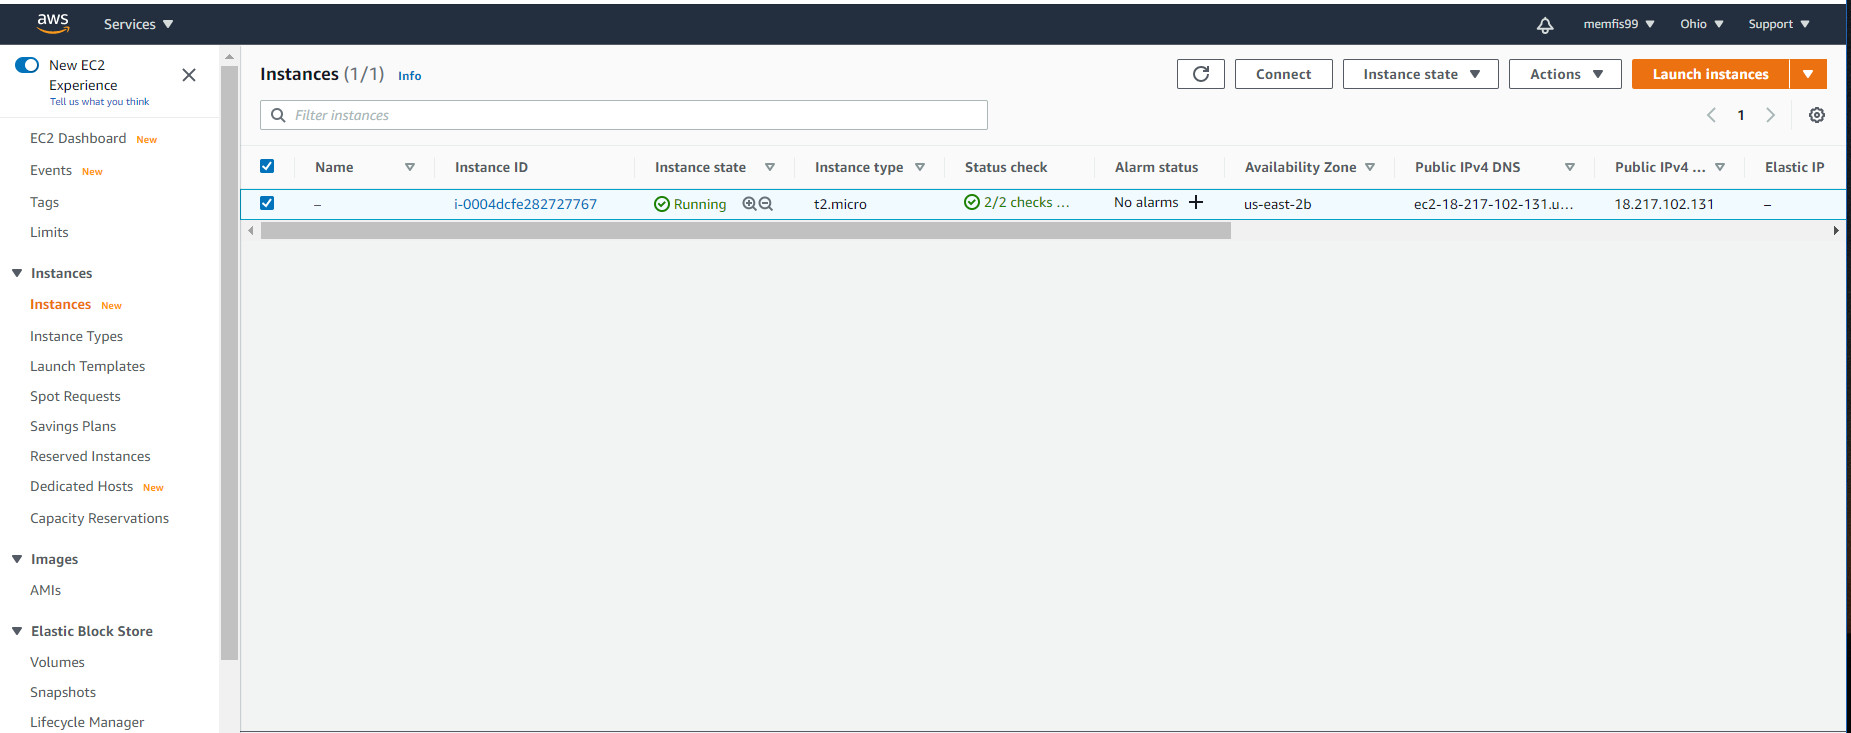 aws
Services
memfis99
Ohio
Support
New EC2
Experience
Tell us what you think
EC2 Dashboard New
Events New
Tags
Limits
Instances
Instances New
Instance Types
Launch Templates
Spot Requests
Savings Plans
Reserved Instances
Dedicated Hosts New
Capacity Reservations
Images
AMIs
Elastic Block Store
Volumes
Snapshots
Lifecycle Manager
Instances (1/1) Info
Connect
Instance state
Actions
Launch instances
Filter instances
1
Name Instance ID Instance state Instance type Status check Alarm status Availability Zone Public IPv4 DNS Public IPv4 ... Elastic IP
– i-0004dcfe282727767 Running t2.micro 2/2 checks ... No alarms + us-east-2b ec2-18-217-102-131.u... 18.217.102.131 –